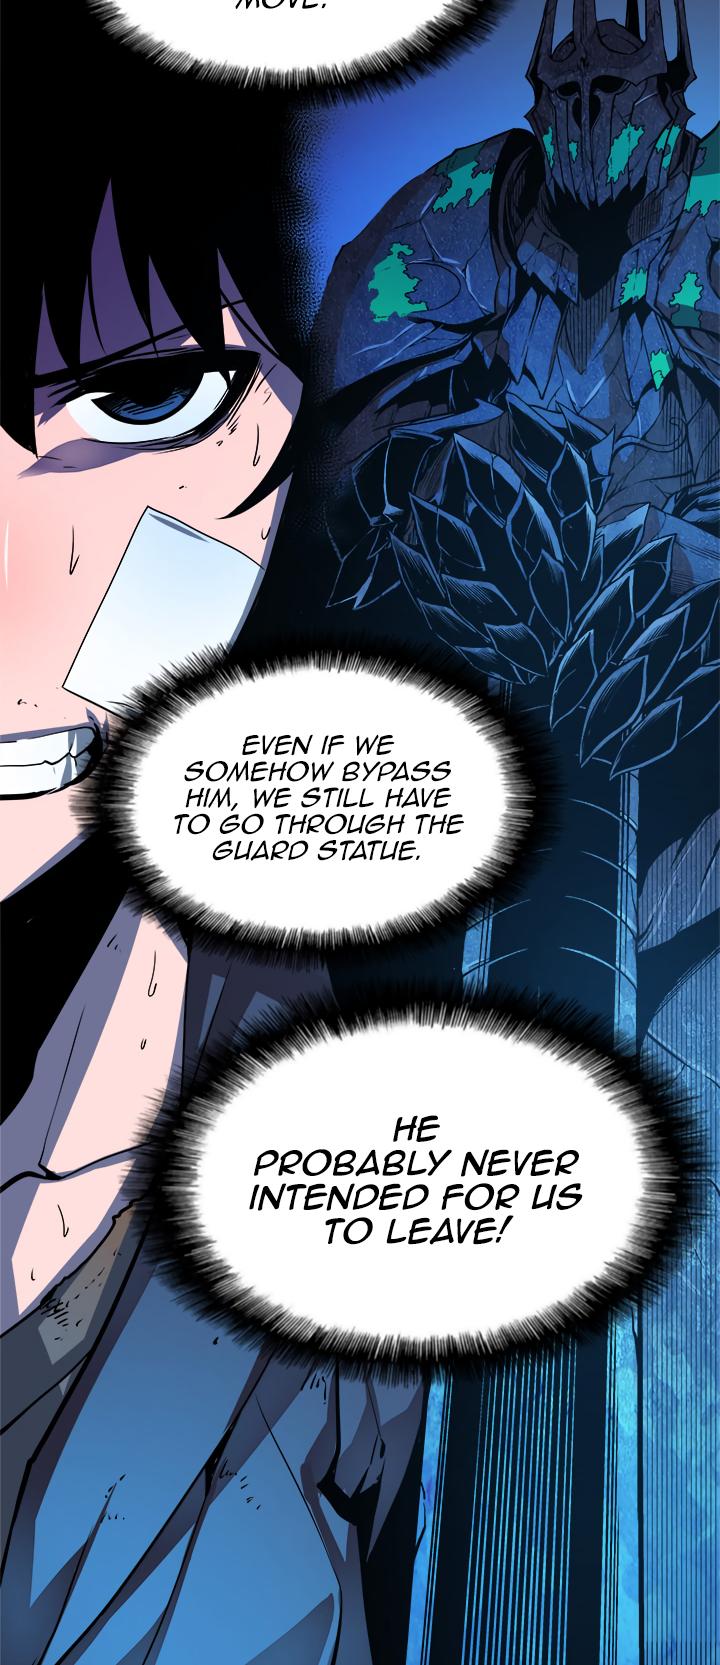 MOVE.
EVEN IF WE
SOMEHOW BYPASS
HIM, WE STILL HAVE
TO GO THROUGH THE
GUARD STATUE.
HE
PROBABLY NEVER
INTENDED FOR US
TO LEAVE!